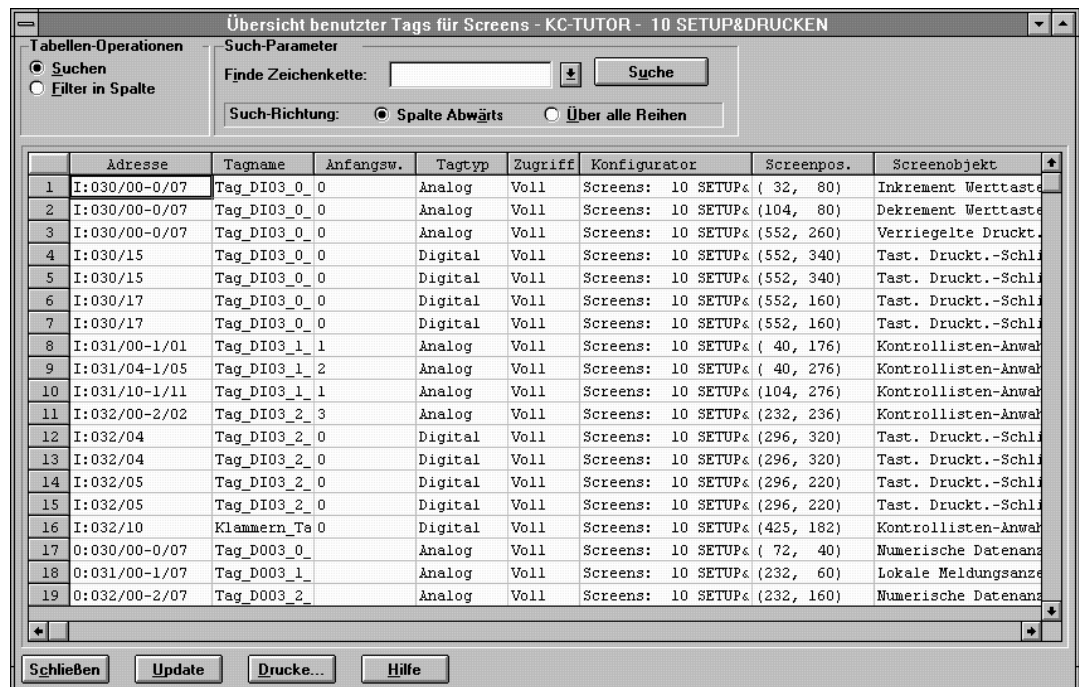 Übersicht benutzter Tags für Screens - KC-TUTOR - 10 SETUP&DRUCKEN
Tabellen-Operationen
Suchen
Filter in Spalte
Such-Parameter
Finde Zeichenkette:
Suche
Such-Richtung: Spalte Abwärts Über alle Reihen
Adresse Tagname Anfangsw. Tagtyp Zugriff Konfigurator Screenpos. Screenobjekt
1 I:030/00-0/07 Tag_DI03_0_ 0 Analog Voll Screens: 10 SETUP& ( 32, 80) Inkrement Werttaste
2 I:030/00-0/07 Tag_DI03_0_ 0 Analog Voll Screens: 10 SETUP& (104, 80) Dekrement Werttaste
3 I:030/00-0/07 Tag_DI03_0_ 0 Analog Voll Screens: 10 SETUP& (552, 260) Verriegelte Druckt.
4 I:030/15 Tag_DI03_0_ 0 Digital Voll Screens: 10 SETUP& (552, 340) Tast. Druckt.-Schli
5 I:030/15 Tag_DI03_0_ 0 Digital Voll Screens: 10 SETUP& (552, 340) Tast. Druckt.-Schli
6 I:030/17 Tag_DI03_0_ 0 Digital Voll Screens: 10 SETUP& (552, 160) Tast. Druckt.-Schli
7 I:030/17 Tag_DI03_0_ 0 Digital Voll Screens: 10 SETUP& (552, 160) Tast. Druckt.-Schli
8 I:031/00-1/01 Tag_DI03_1_ 1 Analog Voll Screens: 10 SETUP& ( 40, 176) Kontrollisten-Anwah
9 I:031/04-1/05 Tag_DI03_1_ 2 Analog Voll Screens: 10 SETUP& ( 40, 276) Kontrollisten-Anwah
10 I:031/10-1/11 Tag_DI03_1_ 1 Analog Voll Screens: 10 SETUP& (104, 276) Kontrollisten-Anwah
11 I:032/00-2/02 Tag_DI03_2_ 3 Analog Voll Screens: 10 SETUP& (232, 236) Kontrollisten-Anwah
12 I:032/04 Tag_DI03_2_ 0 Digital Voll Screens: 10 SETUP& (296, 320) Tast. Druckt.-Schli
13 I:032/04 Tag_DI03_2_ 0 Digital Voll Screens: 10 SETUP& (296, 320) Tast. Druckt.-Schli
14 I:032/05 Tag_DI03_2_ 0 Digital Voll Screens: 10 SETUP& (296, 220) Tast. Druckt.-Schli
15 I:032/05 Tag_DI03_2_ 0 Digital Voll Screens: 10 SETUP& (296, 220) Tast. Druckt.-Schli
16 I:032/10 Klammern_Ta 0 Digital Voll Screens: 10 SETUP& (425, 182) Kontrollisten-Anwah
17 O:030/00-0/07 Tag_DO03_0_ Analog Voll Screens: 10 SETUP& ( 72, 40) Numerische Datenanz
18 O:031/00-1/07 Tag_DO03_1_ Analog Voll Screens: 10 SETUP& (232, 60) Lokale Meldungsanze
19 O:032/00-2/07 Tag_DO03_2_ Analog Voll Screens: 10 SETUP& (232, 160) Numerische Datenanz
Schließen Update Drucke... Hilfe